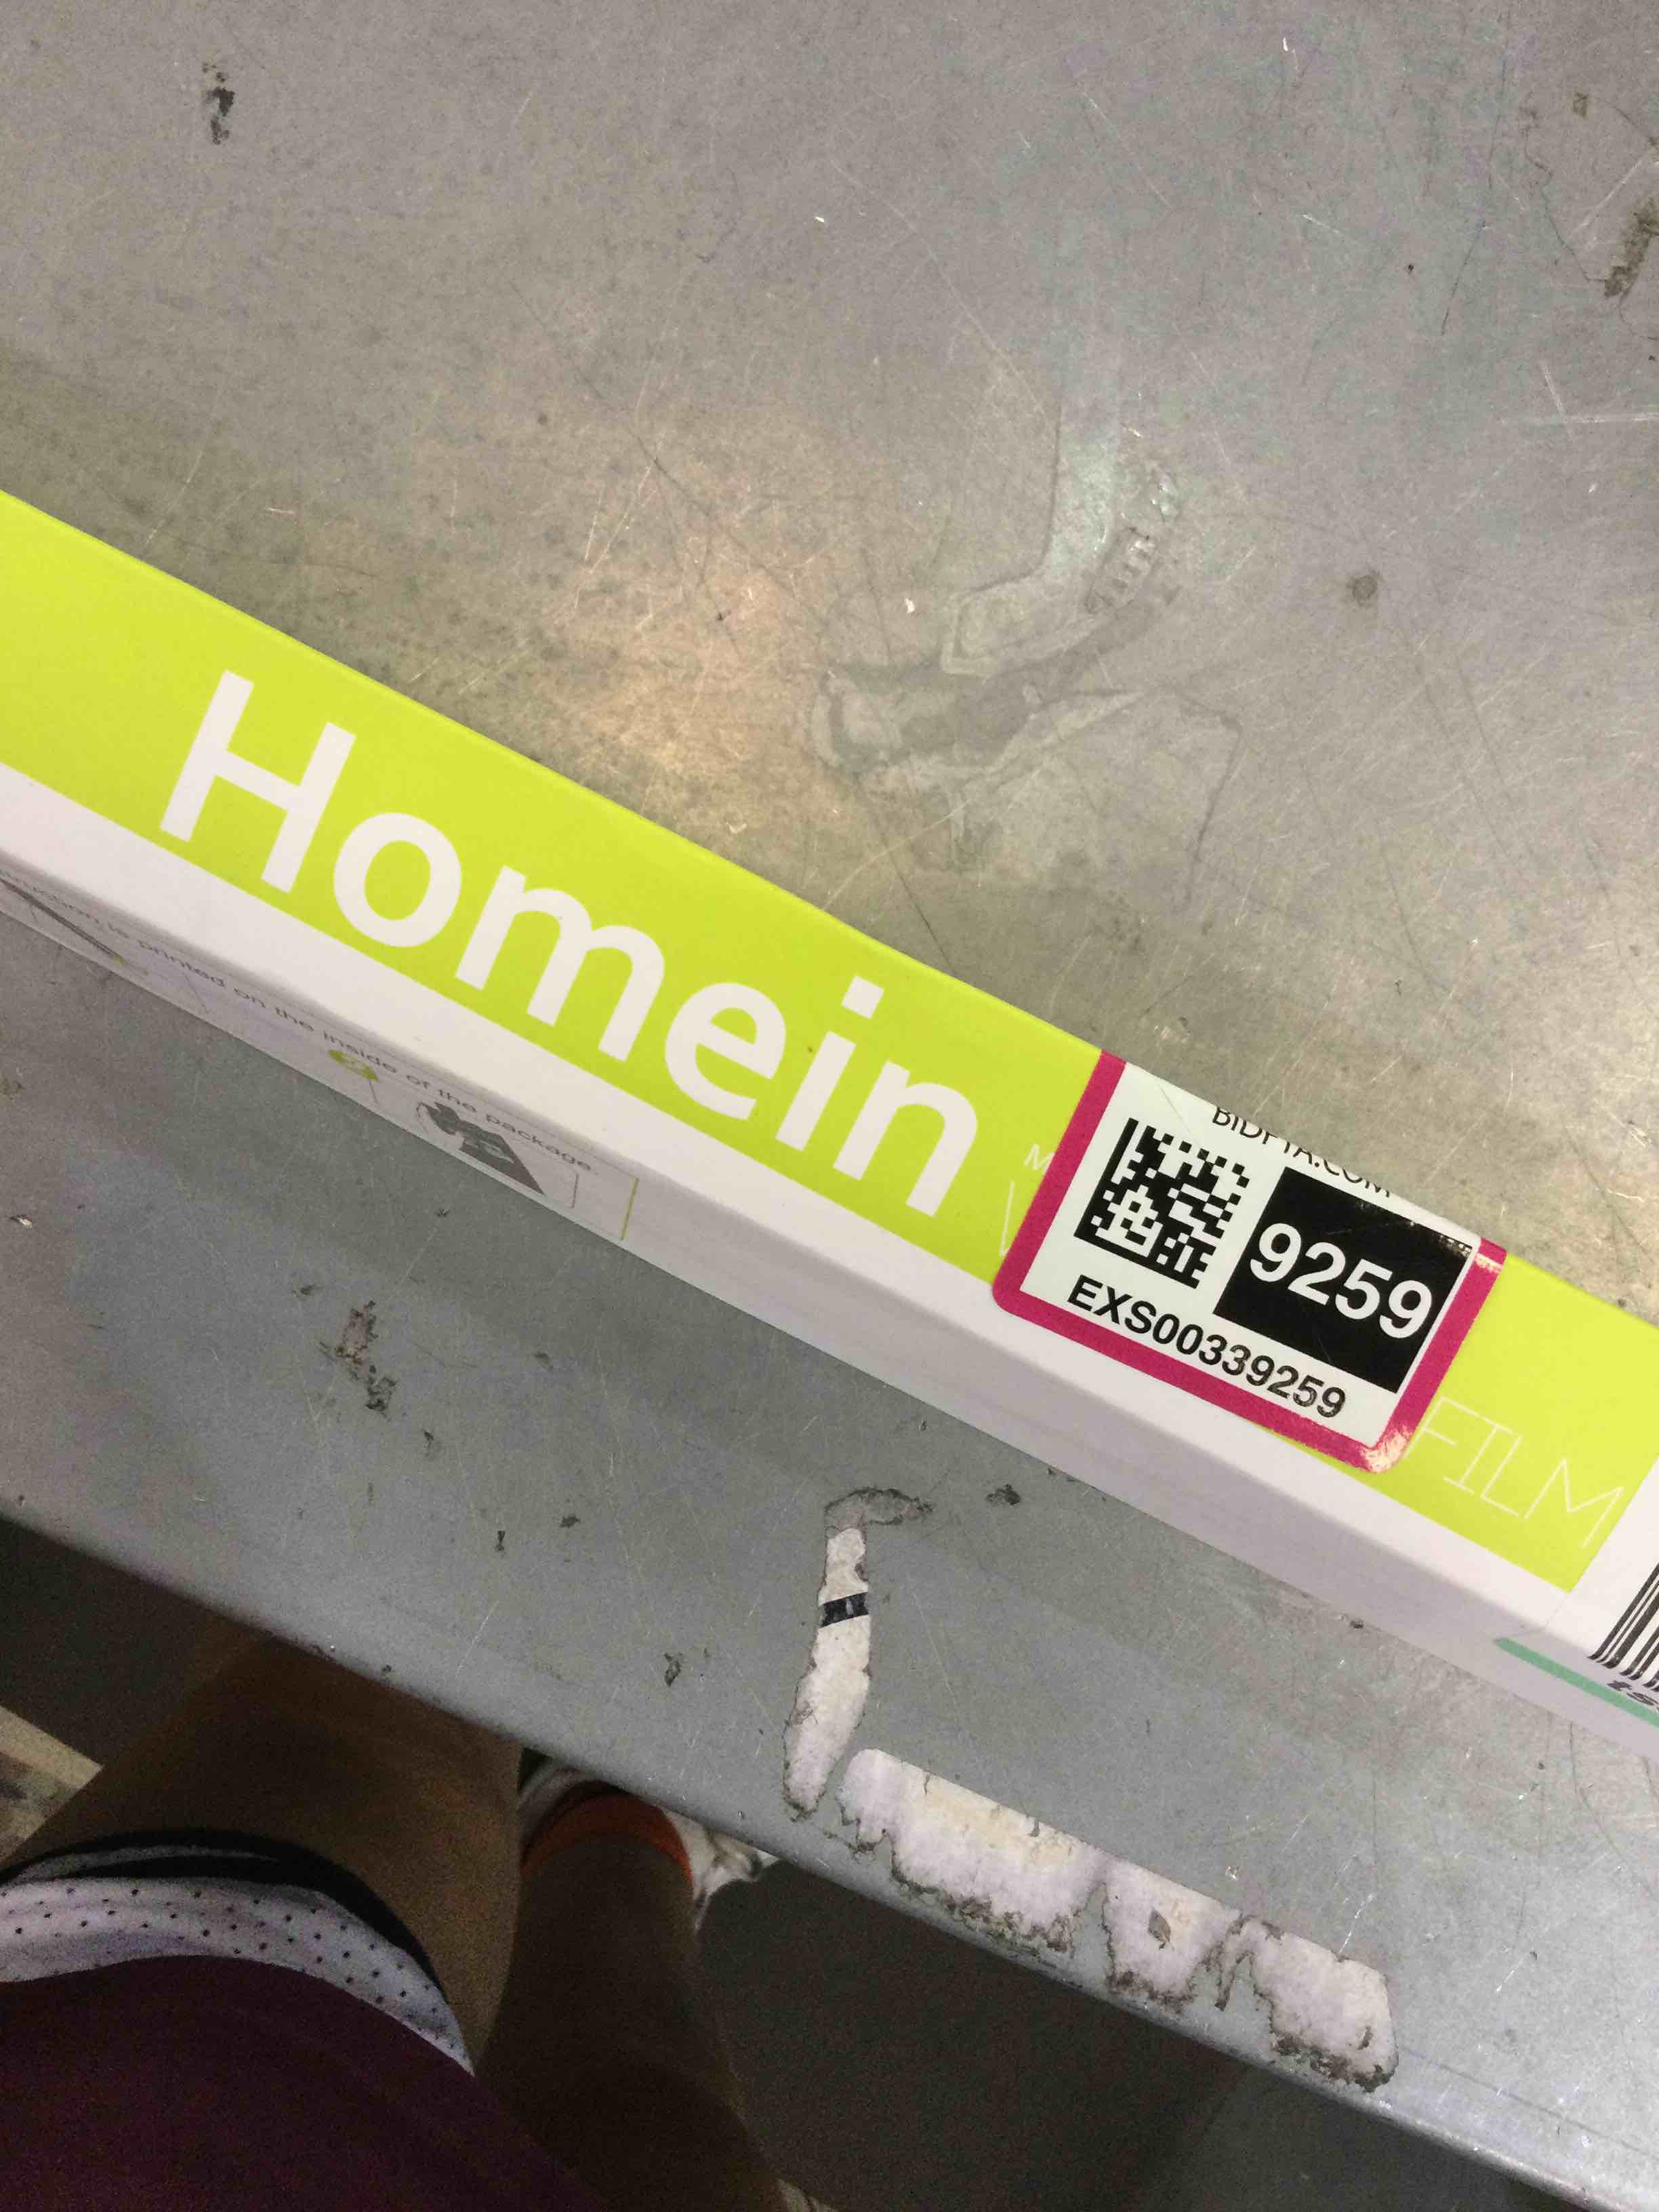 Homein
BIDFTA.COM
9259
EXS00339259
FILM
is printed on the inside of the package.